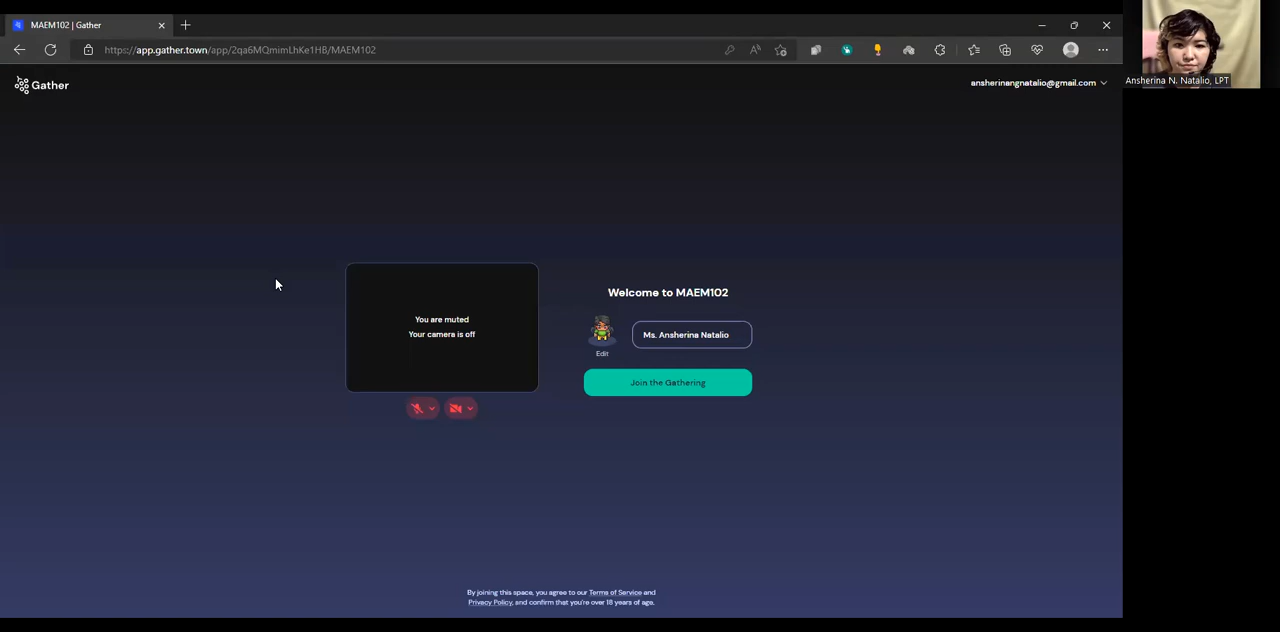 MAEM102 | Gather
https://app.gather.town/app/2qa6MQmimLhKe1HB/MAEM102
Gather
ansherinangnatalio@gmail.com
Ansherina N. Natalio, LPT
You are muted
Your camera is off
Welcome to MAEM102
Ms. Ansherina Natalio
Edit
Join the Gathering
By joining this space, you agree to our Terms of Service and
Privacy Policy, and confirm that you're over 18 years of age.